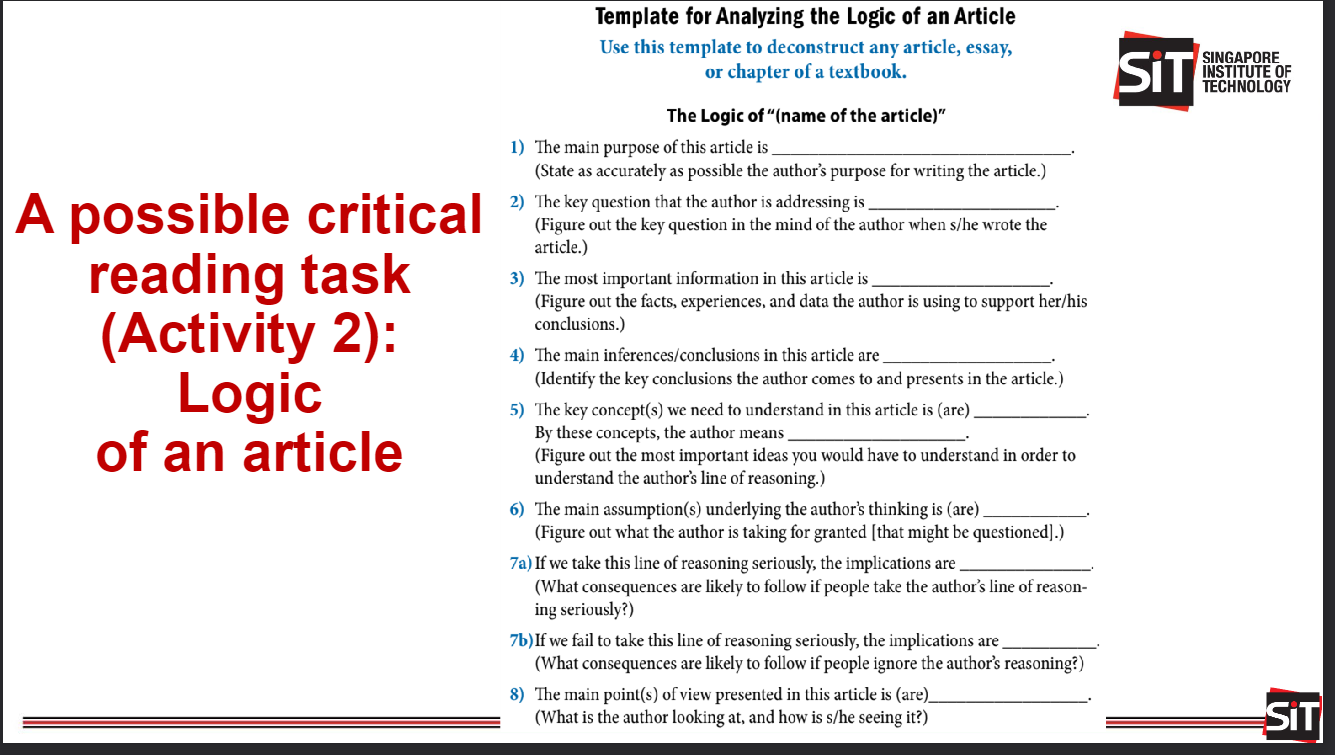 A possible critical
reading task
(Activity 2):
Logic
of an article
Template for Analyzing the Logic of an Article
Use this template to deconstruct any article, essay,
or chapter of a textbook.
The Logic of “(name of the article)”
1) The main purpose of this article is ________________________________.
(State as accurately as possible the author’s purpose for writing the article.)
2) The key question that the author is addressing is ____________________.
(Figure out the key question in the mind of the author when s/he wrote the
article.)
3) The most important information in this article is ___________________.
(Figure out the facts, experiences, and data the author is using to support her/his
conclusions.)
4) The main inferences/conclusions in this article are __________________.
(Identify the key conclusions the author comes to and presents in the article.)
5) The key concept(s) we need to understand in this article is (are) ____________.
By these concepts, the author means ___________________.
(Figure out the most important ideas you would have to understand in order to
understand the author’s line of reasoning.)
6) The main assumption(s) underlying the author’s thinking is (are) ___________.
(Figure out what the author is taking for granted [that might be questioned].)
7a) If we take this line of reasoning seriously, the implications are ______________.
(What consequences are likely to follow if people take the author’s line of reason-
ing seriously?)
7b) If we fail to take this line of reasoning seriously, the implications are __________.
(What consequences are likely to follow if people ignore the author’s reasoning?)
8) The main point(s) of view presented in this article is (are)_________________.
(What is the author looking at, and how is s/he seeing it?)
SiT
SINGAPORE
INSTITUTE OF
TECHNOLOGY
SiT